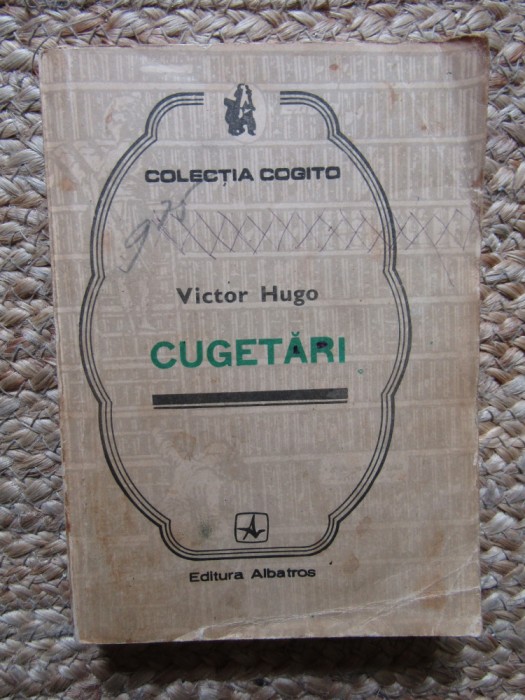 COLECȚIA COGITO
Victor Hugo
CUGETĂRI
Editura Albatros